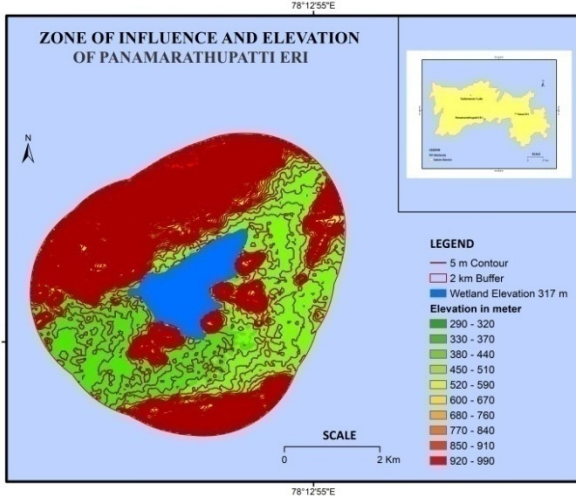 78°12'55"E
ZONE OF INFLUENCE AND ELEVATION
OF PANAMARATHUPATTI ERI
N
LEGEND
SCALE
LEGEND
5 m Contour
2 km Buffer
Wetland Elevation 317 m
Elevation in meter
290 - 320
330 - 370
380 - 440
450 - 510
520 - 590
600 - 670
680 - 760
770 - 840
850 - 910
920 - 990
SCALE
0 2 Km
78°12'55"E